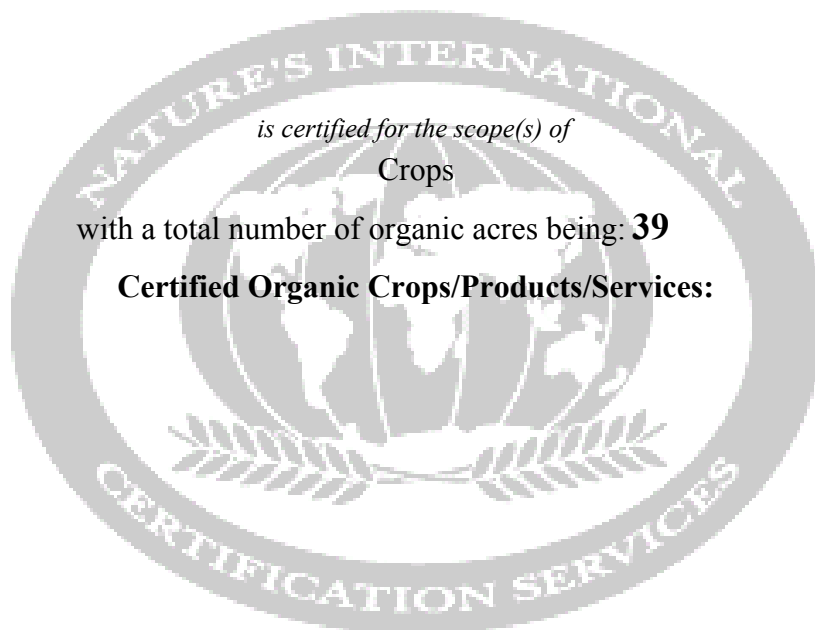 NATURE'S INTERNATIONAL
is certified for the scope(s) of
Crops
with a total number of organic acres being: 39
Certified Organic Crops/Products/Services:
CERTIFICATION SERVICES